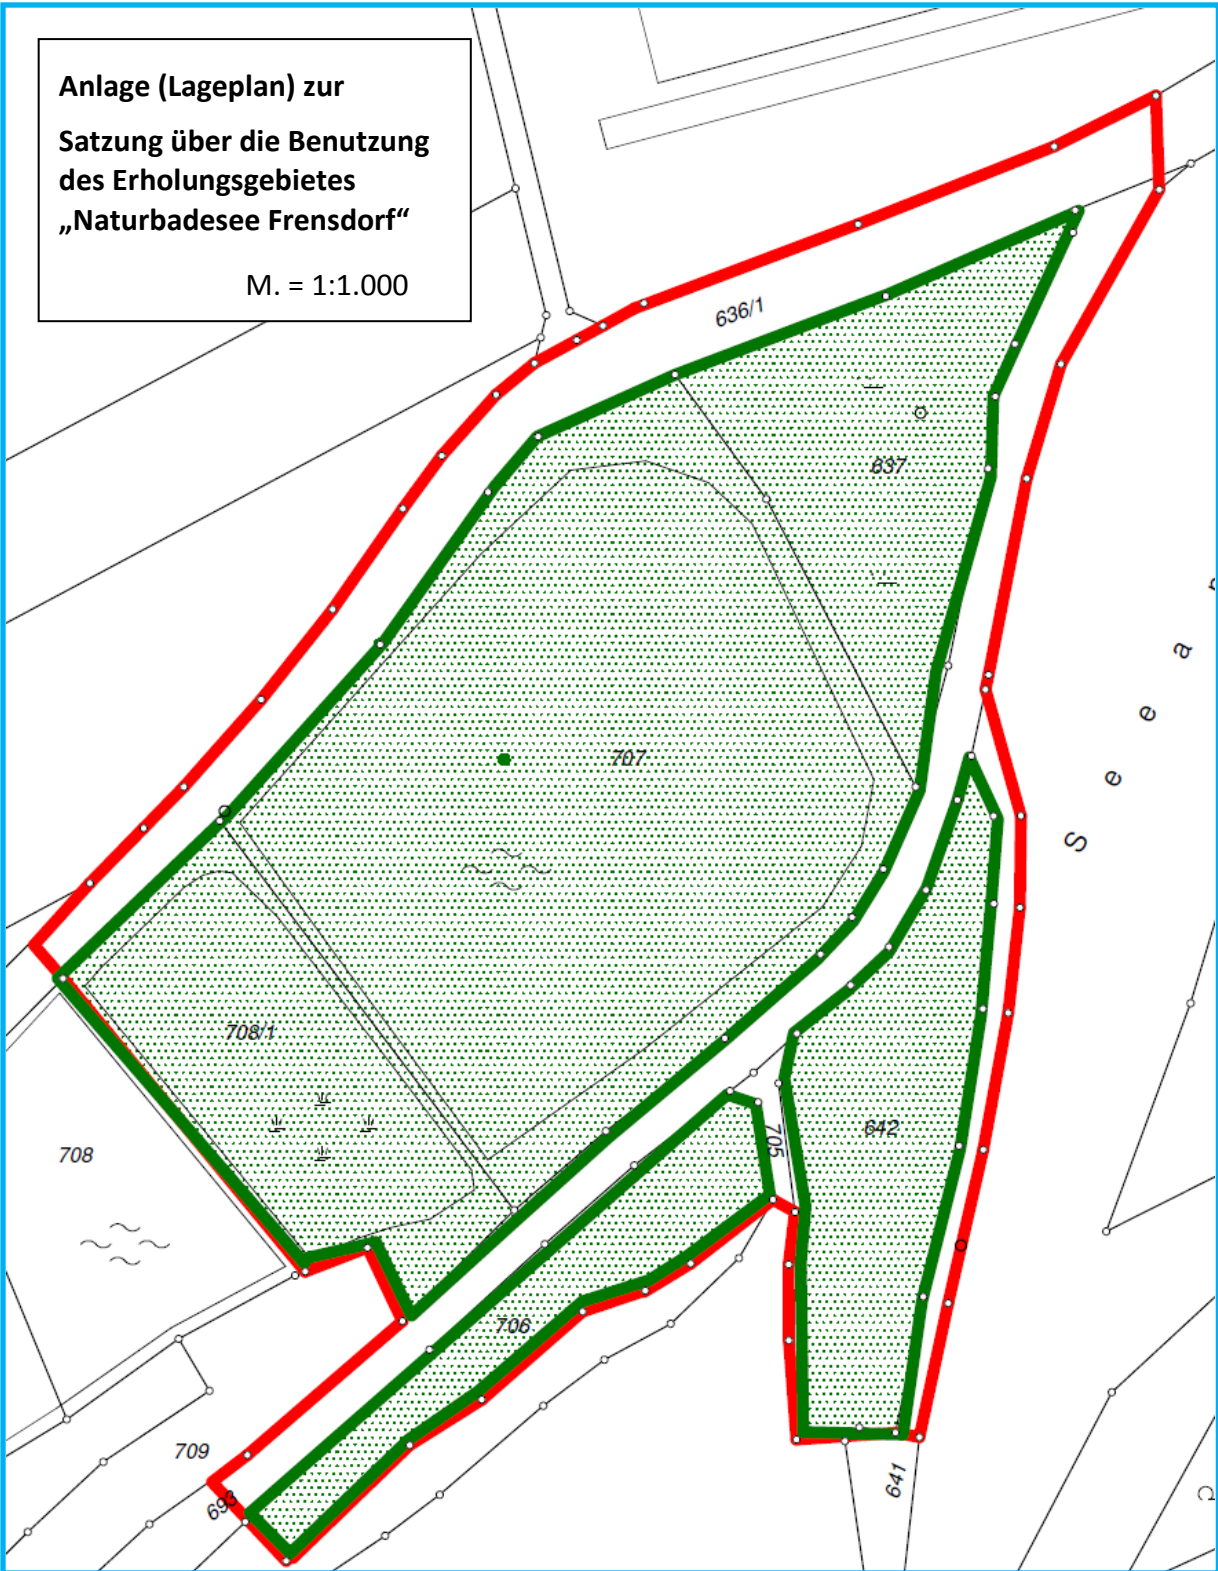 Anlage (Lageplan) zur
Satzung über die Benutzung
des Erholungsgebietes
„Naturbadesee Frensdorf“
M. = 1:1.000
636/1
637
707
708/1
708
705
642
706
709
693
641
S e e a